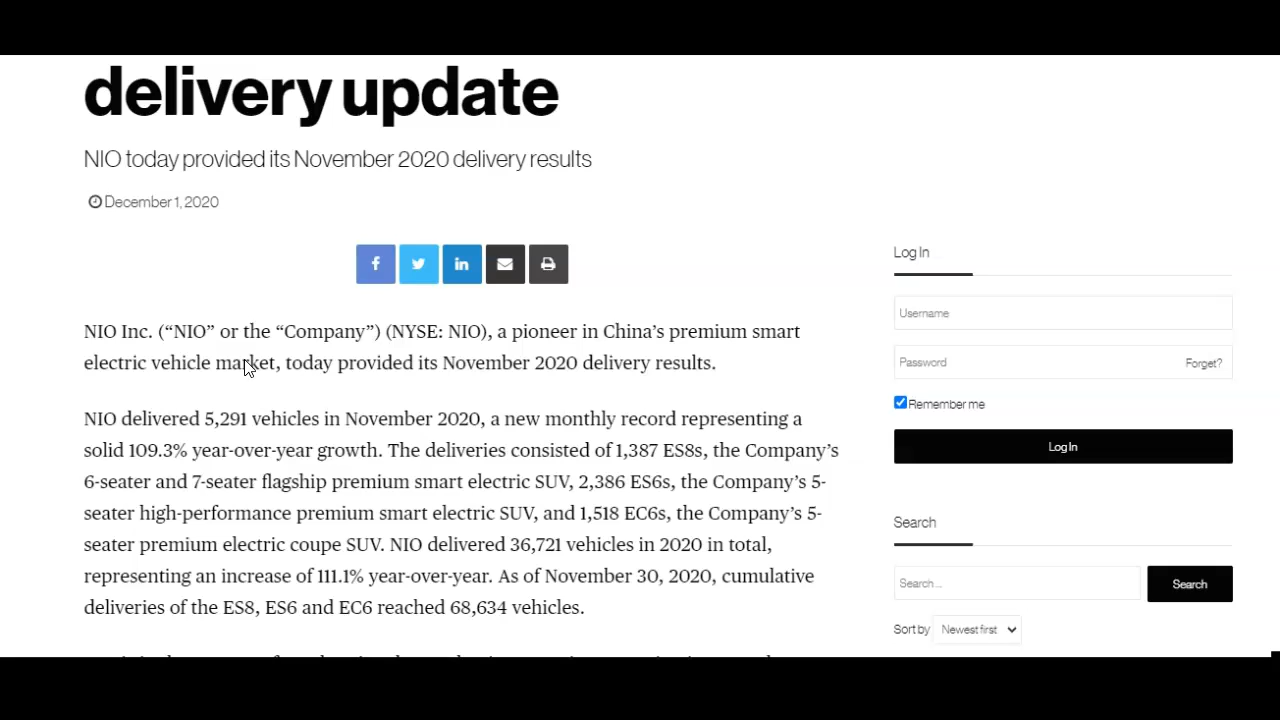 delivery update
NIO today provided its November 2020 delivery results
December 1, 2020
NIO Inc. (“NIO” or the “Company”) (NYSE: NIO), a pioneer in China’s premium smart
electric vehicle market, today provided its November 2020 delivery results.
NIO delivered 5,291 vehicles in November 2020, a new monthly record representing a
solid 109.3% year-over-year growth. The deliveries consisted of 1,387 ES8s, the Company’s
6-seater and 7-seater flagship premium smart electric SUV, 2,386 ES6s, the Company’s 5-
seater high-performance premium smart electric SUV, and 1,518 EC6s, the Company’s 5-
seater premium electric coupe SUV. NIO delivered 36,721 vehicles in 2020 in total,
representing an increase of 111.1% year-over-year. As of November 30, 2020, cumulative
deliveries of the ES8, ES6 and EC6 reached 68,634 vehicles.
Log In
Username
Password Forget?
Remember me
Log In
Search
Search... Search
Sort by Newest first